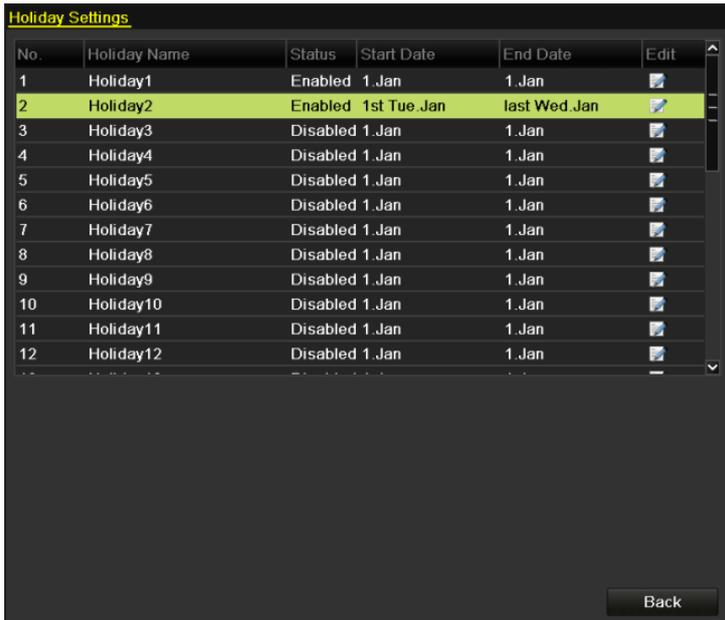 Holiday Settings
No. Holiday Name Status Start Date End Date Edit
1 Holiday1 Enabled 1.Jan 1.Jan
2 Holiday2 Enabled 1st Tue.Jan last Wed.Jan
3 Holiday3 Disabled 1.Jan 1.Jan
4 Holiday4 Disabled 1.Jan 1.Jan
5 Holiday5 Disabled 1.Jan 1.Jan
6 Holiday6 Disabled 1.Jan 1.Jan
7 Holiday7 Disabled 1.Jan 1.Jan
8 Holiday8 Disabled 1.Jan 1.Jan
9 Holiday9 Disabled 1.Jan 1.Jan
10 Holiday10 Disabled 1.Jan 1.Jan
11 Holiday11 Disabled 1.Jan 1.Jan
12 Holiday12 Disabled 1.Jan 1.Jan
Back